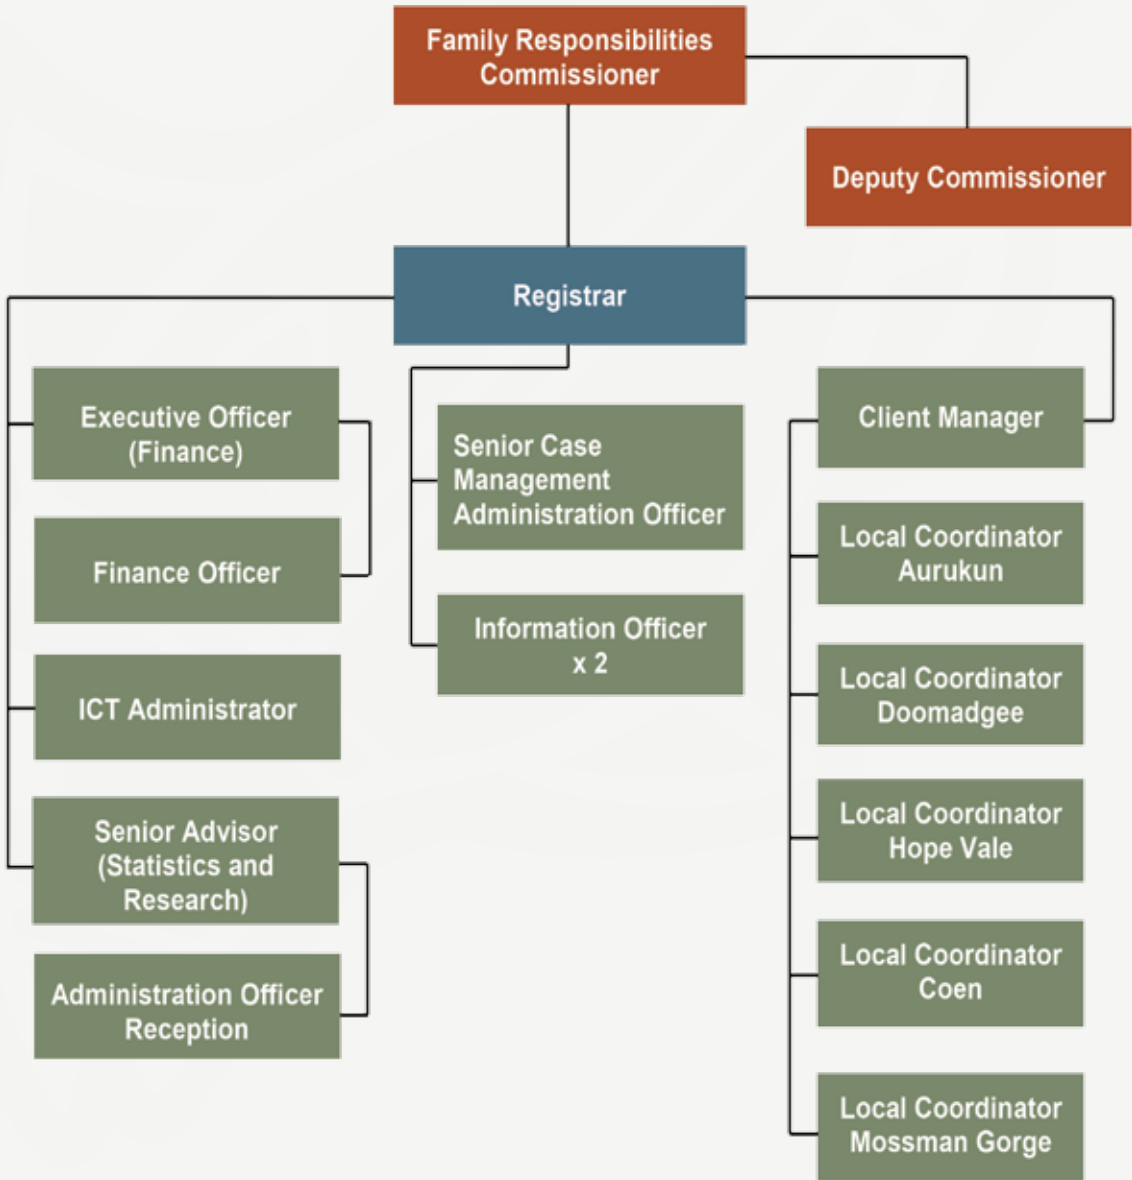 Family Responsibilities
Commissioner
Deputy Commissioner
Registrar
Executive Officer
(Finance)
Finance Officer
ICT Administrator
Senior Advisor
(Statistics and
Research)
Administration Officer
Reception
Senior Case
Management
Administration Officer
Information Officer
x 2
Client Manager
Local Coordinator
Aurukun
Local Coordinator
Doomadgee
Local Coordinator
Hope Vale
Local Coordinator
Coen
Local Coordinator
Mossman Gorge